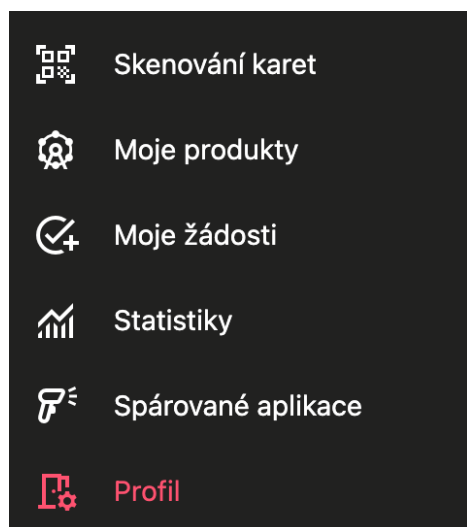 Skenování karet
Moje produkty
Moje žádosti
Statistiky
Spárované aplikace
Profil